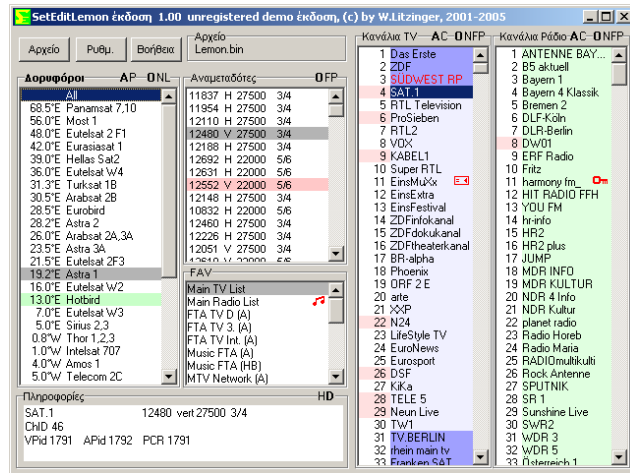 SetEditLemon έκδοση 1.00 unregistered demo έκδοση, (c) by W.Litzinger, 2001-2005
Αρχείο
Ρυθμ.
Βοήθεια
Αρχείο
Lemon.bin
Δορυφόροι AP ONL
All
68.5°E Panamsat 7,10
56.0°E Most 1
48.0°E Eutelsat 2 F1
42.0°E Eurasiasat 1
39.0°E Hellas Sat2
36.0°E Eutelsat W4
31.3°E Turksat 1B
30.5°E Arabsat 2B
28.5°E Eurobird
28.2°E Astra 2
26.0°E Arabsat 2A,3A
23.5°E Astra 3A
21.5°E Eutelsat 2F3
19.2°E Astra 1
16.0°E Eutelsat W2
13.0°E Hotbird
7.0°E Eutelsat W3
5.0°E Sirius 2,3
0.8°W Thor 1,2,3
1.0°W Intelsat 707
4.0°W Amos 1
5.0°W Telecom 2C
Αναμεταδότες OFP
11837 H 27500 3/4
11954 H 27500 3/4
12110 H 27500 3/4
12480 V 27500 3/4
12188 H 27500 3/4
12692 H 22000 5/6
12631 H 22000 5/6
12552 V 22000 5/6
12148 H 27500 3/4
10832 H 22000 5/6
12460 H 27500 3/4
12226 H 27500 3/4
12051 V 27500 3/4
FAV
Main TV List
Main Radio List
FTA TV D (A)
FTA TV 3. (A)
FTA TV Int. (A)
Music FTA (A)
Music FTA (HB)
MTV Network (A)
Κανάλια TV AC ONFP
1 Das Erste
2 ZDF
3 SÜDWEST RP
4 SAT.1
5 RTL Television
6 ProSieben
7 RTL2
8 VOX
9 KABEL1
10 Super RTL
11 EinsMuXx
12 EinsExtra
13 EinsFestival
14 ZDFinfokanal
15 ZDFdokukanal
16 ZDFtheaterkanal
17 BR-alpha
18 Phoenix
19 ORF 2 E
20 arte
21 XXP
22 N24
23 LifeStyle TV
24 EuroNews
25 Eurosport
26 DSF
27 KiKa
28 TELE 5
29 Neun Live
30 TW1
31 TV.BERLIN
32 rhein main tv
33 Franken SAT
Κανάλια Ράδιο AC ONFP
1 ANTENNE BAY...
2 B5 aktuell
3 Bayern 1
4 Bayern 4 Klassik
5 Bremen 2
6 DLF-Köln
7 DLR-Berlin
8 DW01
9 ERF Radio
10 Fritz
11 harmony fm_
12 HIT RADIO FFH
13 YOU FM
14 hr-info
15 HR2
16 HR2 plus
17 JUMP
18 MDR INFO
19 MDR KULTUR
20 NDR 4 Info
21 NDR Kultur
22 planet radio
23 Radio Horeb
24 Radio Maria
25 RADIOmultikulti
26 Rock Antenne
27 SPUTNIK
28 SR 1
29 Sunshine Live
30 SWR2
31 WDR 3
32 WDR 5
33 Österreich 1
Πληροφορίες HD
SAT.1 12480 vert 27500 3/4
ChID 46
VPid 1791 APid 1792 PCR 1791